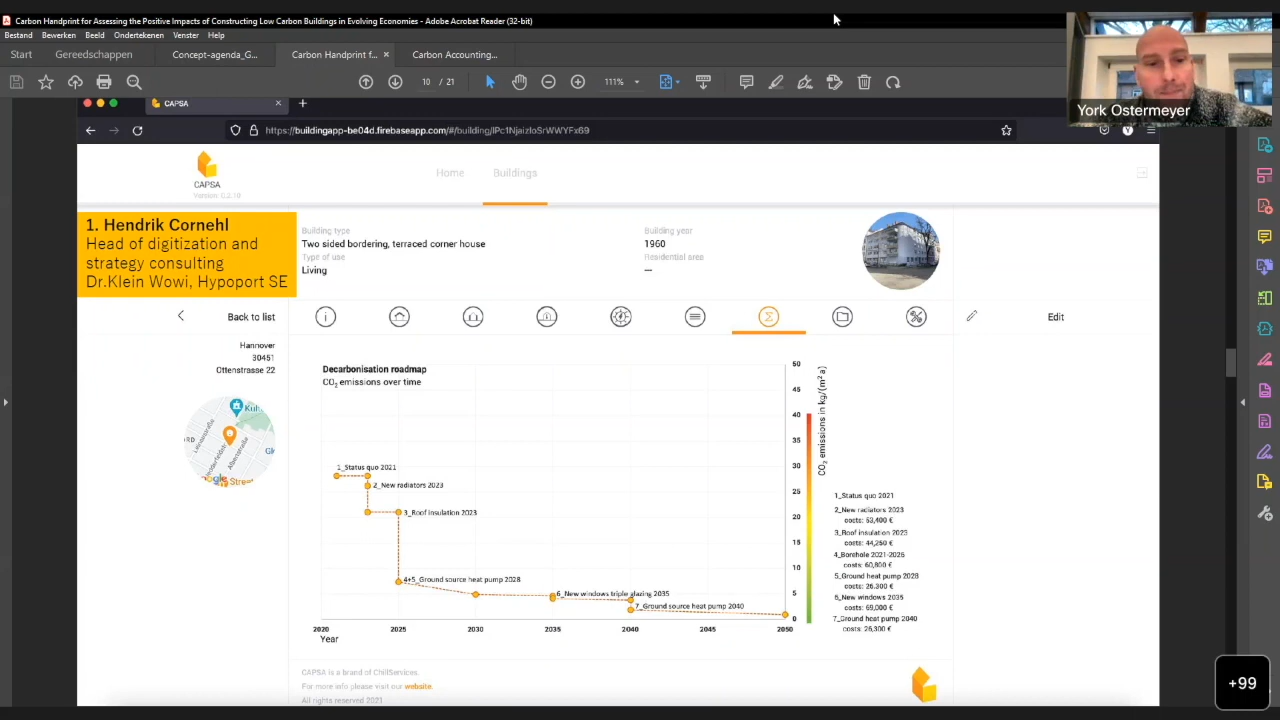 Carbon Handprint for Assessing the Positive Impacts of Constructing Low Carbon Buildings in Evolving Economies - Adobe Acrobat Reader (32-bit)
Bestand Bewerken Beeld Ondertekenen Venster Help
Start Gereedschappen Concept-agenda_G... Carbon Handprint f... × Carbon Accounting...
10 / 21 111%
York Ostermeyer
CAPSA × +
https://buildingapp-be04d.firebaseapp.com/#/building/
CAPSA
Home Buildings
1. Hendrik Cornehl
Head of digitization and
strategy consulting
Dr.Klein Wowi, Hypoport SE
Building type
Two sided bordering, terraced corner house
Type of use
Living
Building year
1960
Residential area
—
Back to list
Edit
Hannover
30451
Ottenstrasse 22
Decarbonisation roadmap
CO2 emissions over time
1_Status quo 2021
2_New radiators 2023
3_Roof insulation 2023
4+5_Ground source heat pump 2028
6_New windows triple glazing 2035
7_Ground source heat pump 2040
50
45
40
35
30
25
20
15
10
5
0
CO2 emissions in kg/(m2 a)
2020 2025 2030 2035 2040 2045 2050
Year
1_Status quo 2021
2_New radiators 2023
costs: 53,400 €
3_Roof insulation 2023
costs: 44,250 €
4_Borehole 2021-2026
costs: 60,800 €
5_Ground heat pump 2028
costs: 26.300 €
6_New windows 2035
costs: 69,000 €
7_Ground heat pump 2040
costs: 26,300 €
CAPSA is a brand of ChillServices.
For more info please visit our website.
All rights reserved 2021
+99